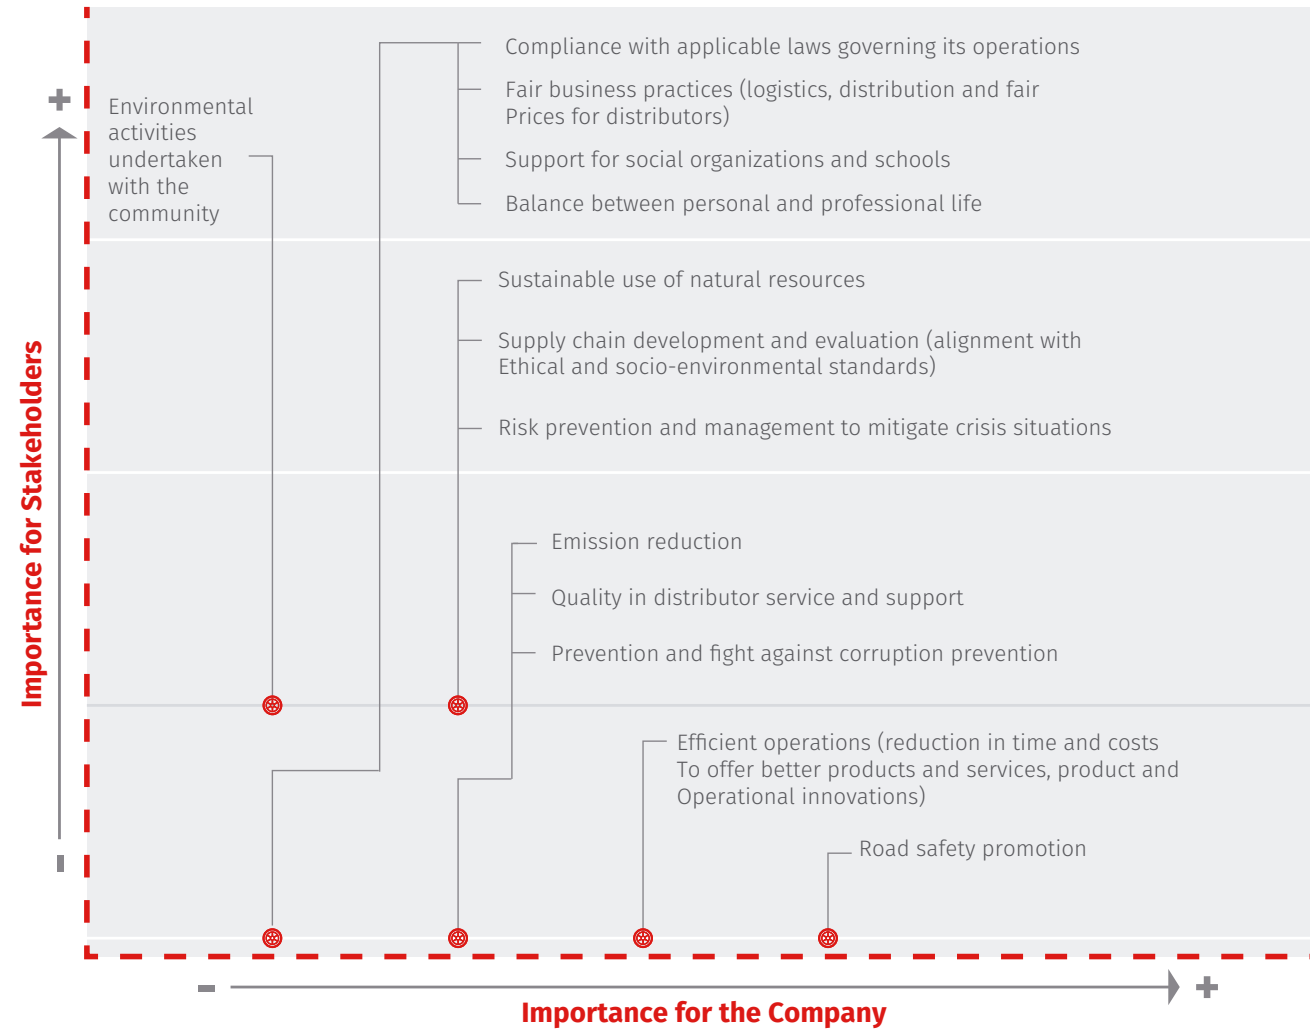 Compliance with applicable laws governing its operations
Fair business practices (logistics, distribution and fair
Prices for distributors)
Support for social organizations and schools
Balance between personal and professional life
+
Environmental
activities
undertaken
with the
community
Sustainable use of natural resources
Supply chain development and evaluation (alignment with
Ethical and socio-environmental standards)
Risk prevention and management to mitigate crisis situations
Importance for Stakeholders
Emission reduction
Quality in distributor service and support
Prevention and fight against corruption prevention
Efficient operations (reduction in time and costs
To offer better products and services, product and
Operational innovations)
Road safety promotion
-
- +
Importance for the Company